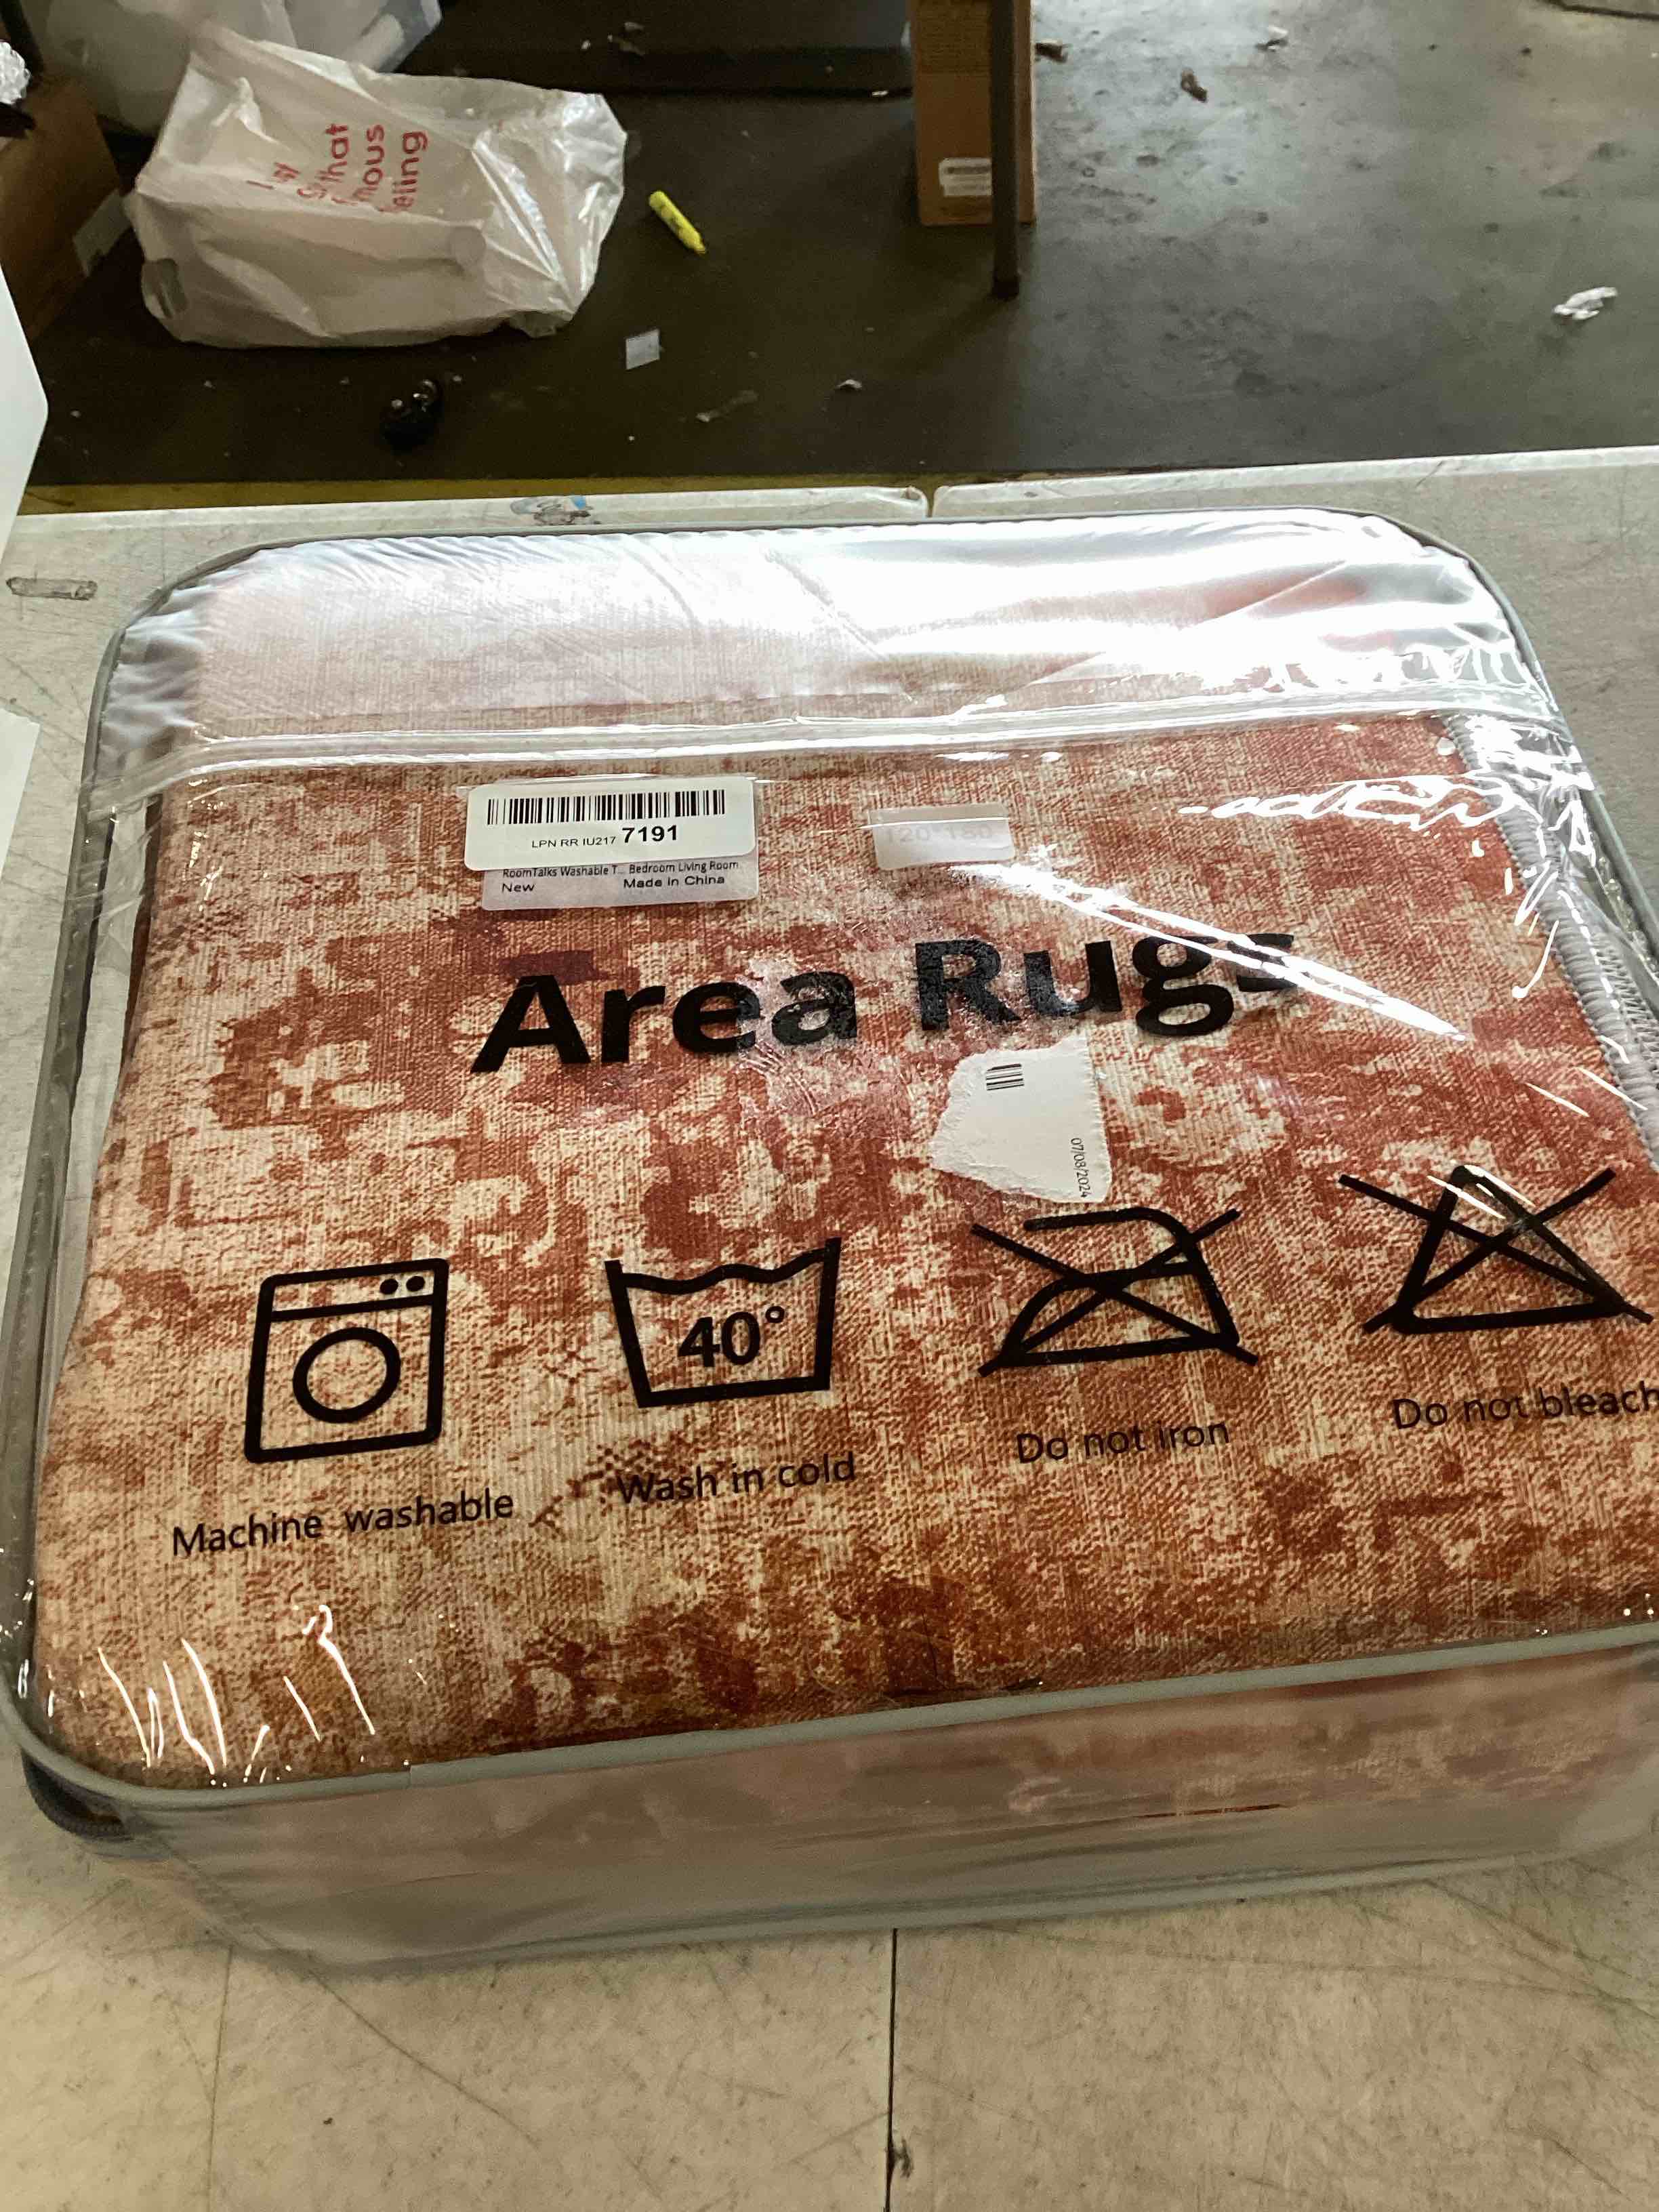 that
LPN RR IU217 7191
RoomTalks Washable T... Bedroom Living Room
New Made in China
120*180
Area Rugs
07/08/2024
40°
Machine washable
Wash in cold
Do not iron
Do not bleach